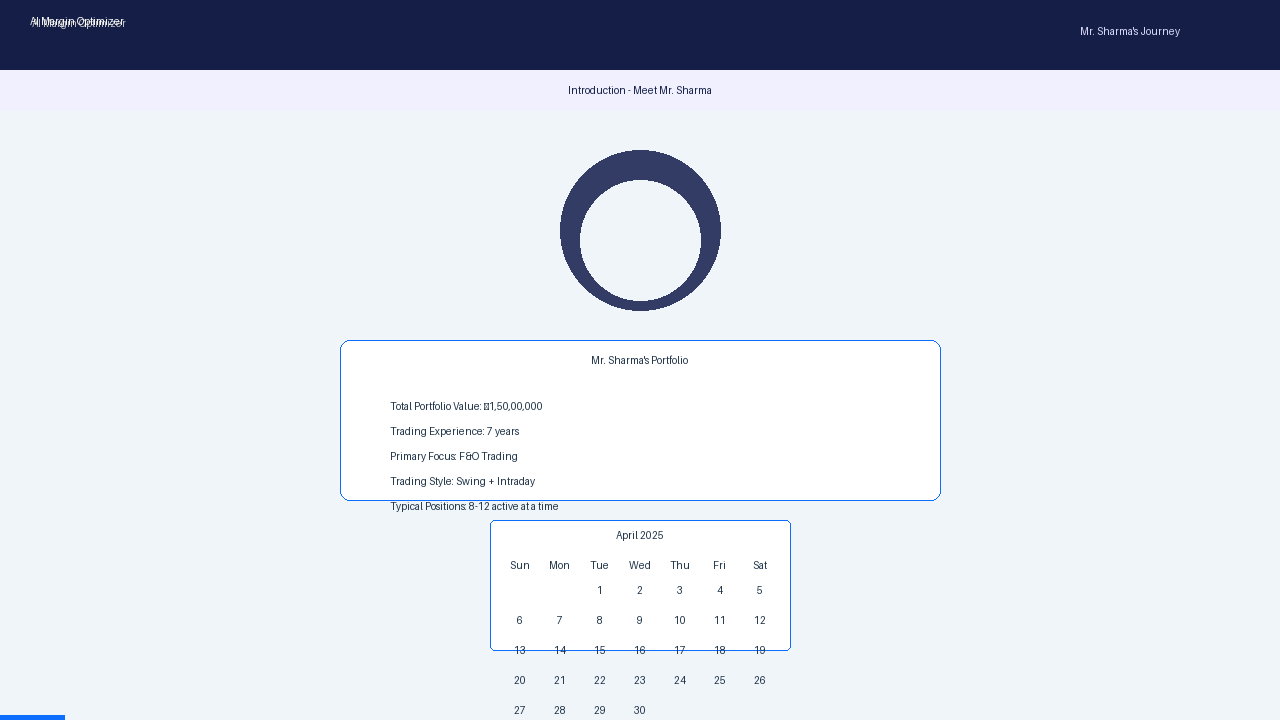 AI Margin Optimizer
Mr. Sharma's Journey
Introduction - Meet Mr. Sharma
Mr. Sharma's Portfolio
Total Portfolio Value: 1,50,00,000
Trading Experience: 7 years
Primary Focus: F&O Trading
Trading Style: Swing + Intraday
Typical Positions: 8-12 active at a time
April 2025
Sun Mon Tue Wed Thu Fri Sat
1 2 3 4 5
6 7 8 9 10 11 12
13 14 15 16 17 18 19
20 21 22 23 24 25 26
27 28 29 30